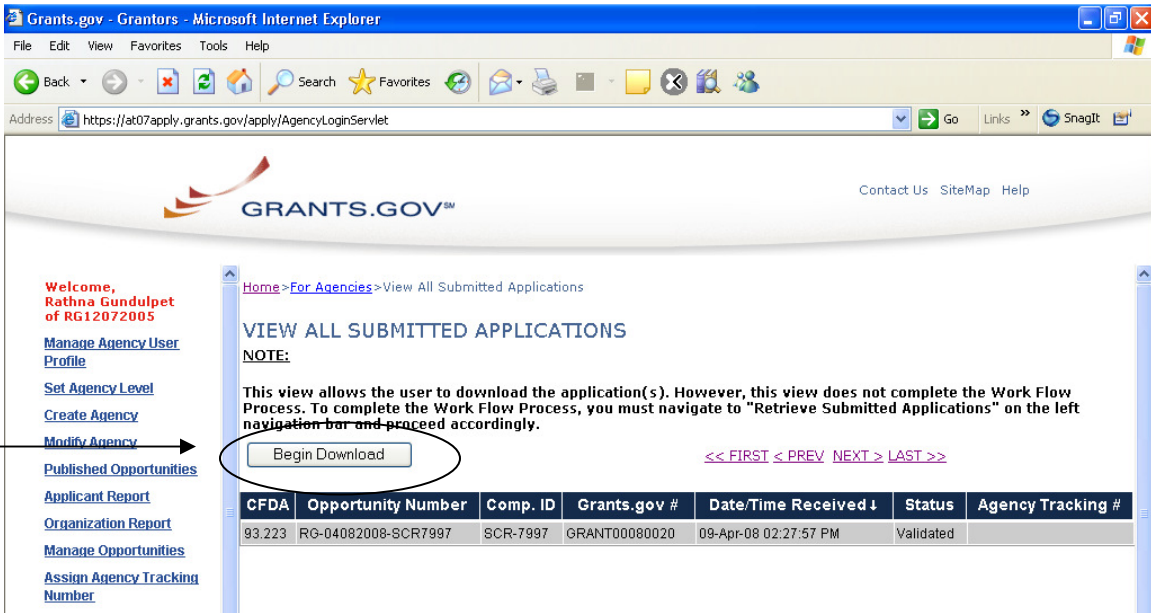 Grants.gov - Grantors - Microsoft Internet Explorer
File Edit View Favorites Tools Help
Back Search Favorites
Address https://at07apply.grants.gov/apply/AgencyLoginServlet Go Links » SnagIt
GRANTS.GOV℠
Contact Us SiteMap Help
Welcome,
Rathna Gundulpet
of RG12072005
Manage Agency User
Profile
Set Agency Level
Create Agency
Modify Agency
Published Opportunities
Applicant Report
Organization Report
Manage Opportunities
Assign Agency Tracking
Number
Home>For Agencies>View All Submitted Applications
VIEW ALL SUBMITTED APPLICATIONS
NOTE:
This view allows the user to download the application(s). However, this view does not complete the Work Flow
Process. To complete the Work Flow Process, you must navigate to "Retrieve Submitted Applications" on the left
navigation bar and proceed accordingly.
Begin Download
<< FIRST < PREV NEXT > LAST >>
CFDA Opportunity Number Comp. ID Grants.gov # Date/Time Received↓ Status Agency Tracking #
93.223 RG-04082008-SCR7997 SCR-7997 GRANT00080020 09-Apr-08 02:27:57 PM Validated